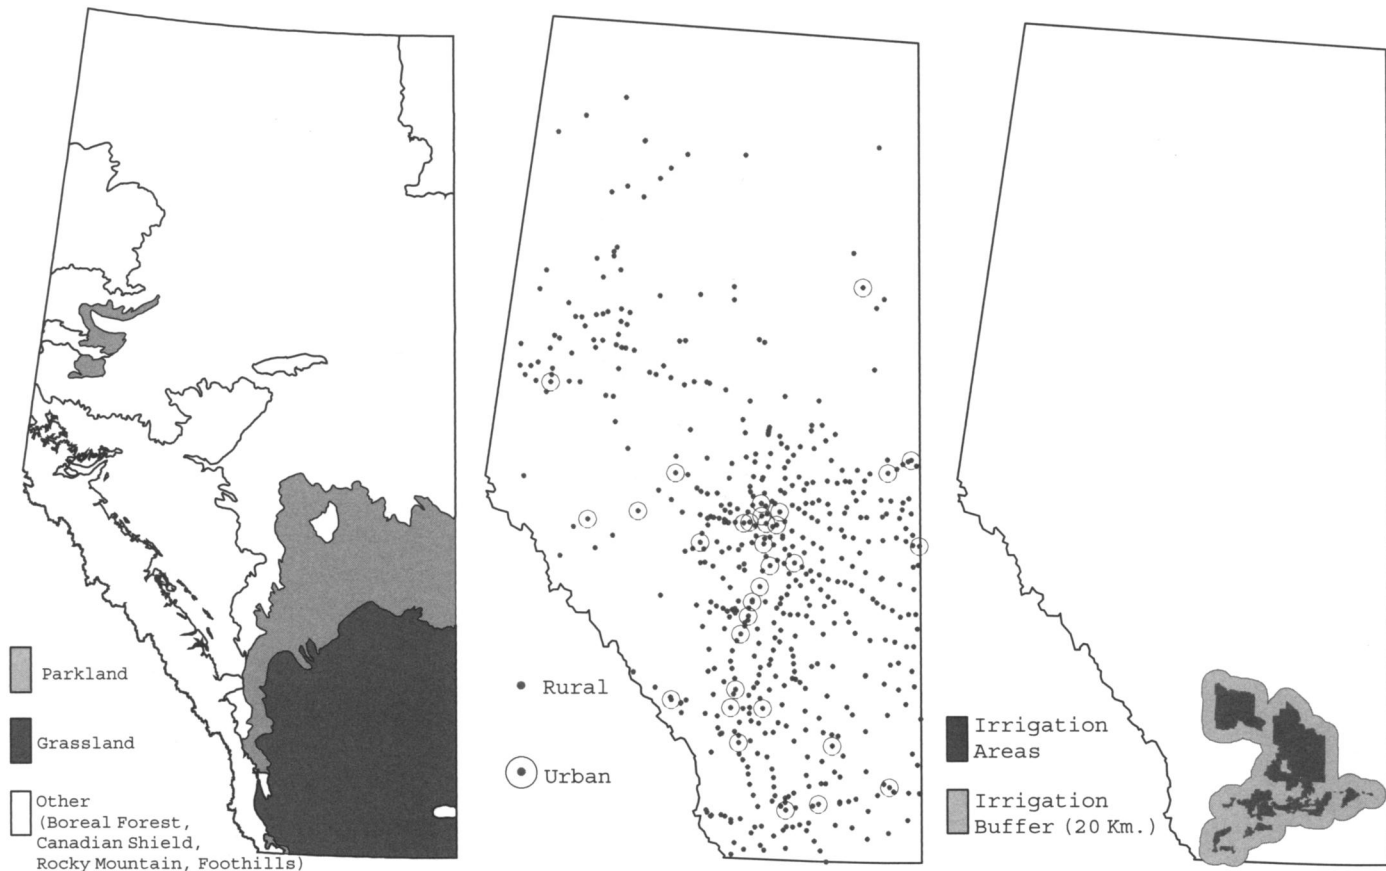 Parkland
Grassland
Other
(Boreal Forest,
Canadian Shield,
Rocky Mountain, Foothills)
Rural
Urban
Irrigation
Areas
Irrigation
Buffer (20 Km.)